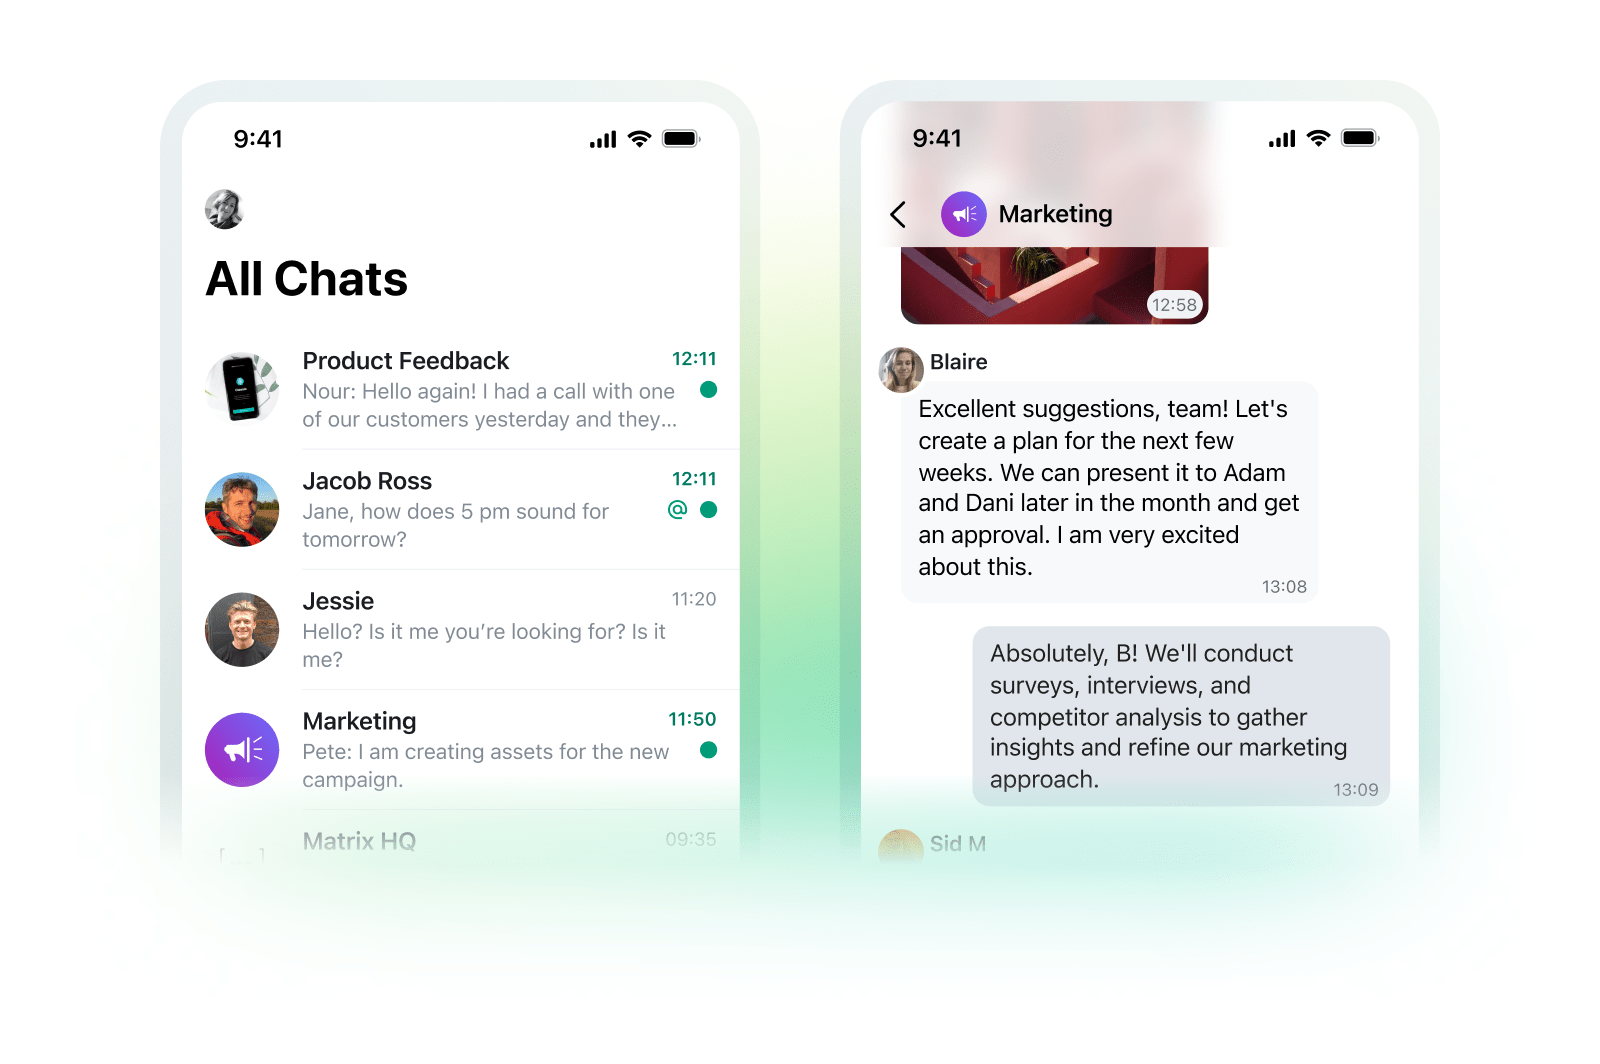 9:41
All Chats
Product Feedback
12:11
Nour: Hello again! I had a call with one
of our customers yesterday and they...
Jacob Ross
12:11
Jane, how does 5 pm sound for
tomorrow?
@
Jessie
11:20
Hello? Is it me you’re looking for? Is it
me?
Marketing
11:50
Pete: I am creating assets for the new
campaign.
Matrix HQ
09:35
9:41
Marketing
12:58
Blaire
Excellent suggestions, team! Let's
create a plan for the next few
weeks. We can present it to Adam
and Dani later in the month and get
an approval. I am very excited
about this.
13:08
Absolutely, B! We'll conduct
surveys, interviews, and
competitor analysis to gather
insights and refine our marketing
approach.
13:09
Sid M